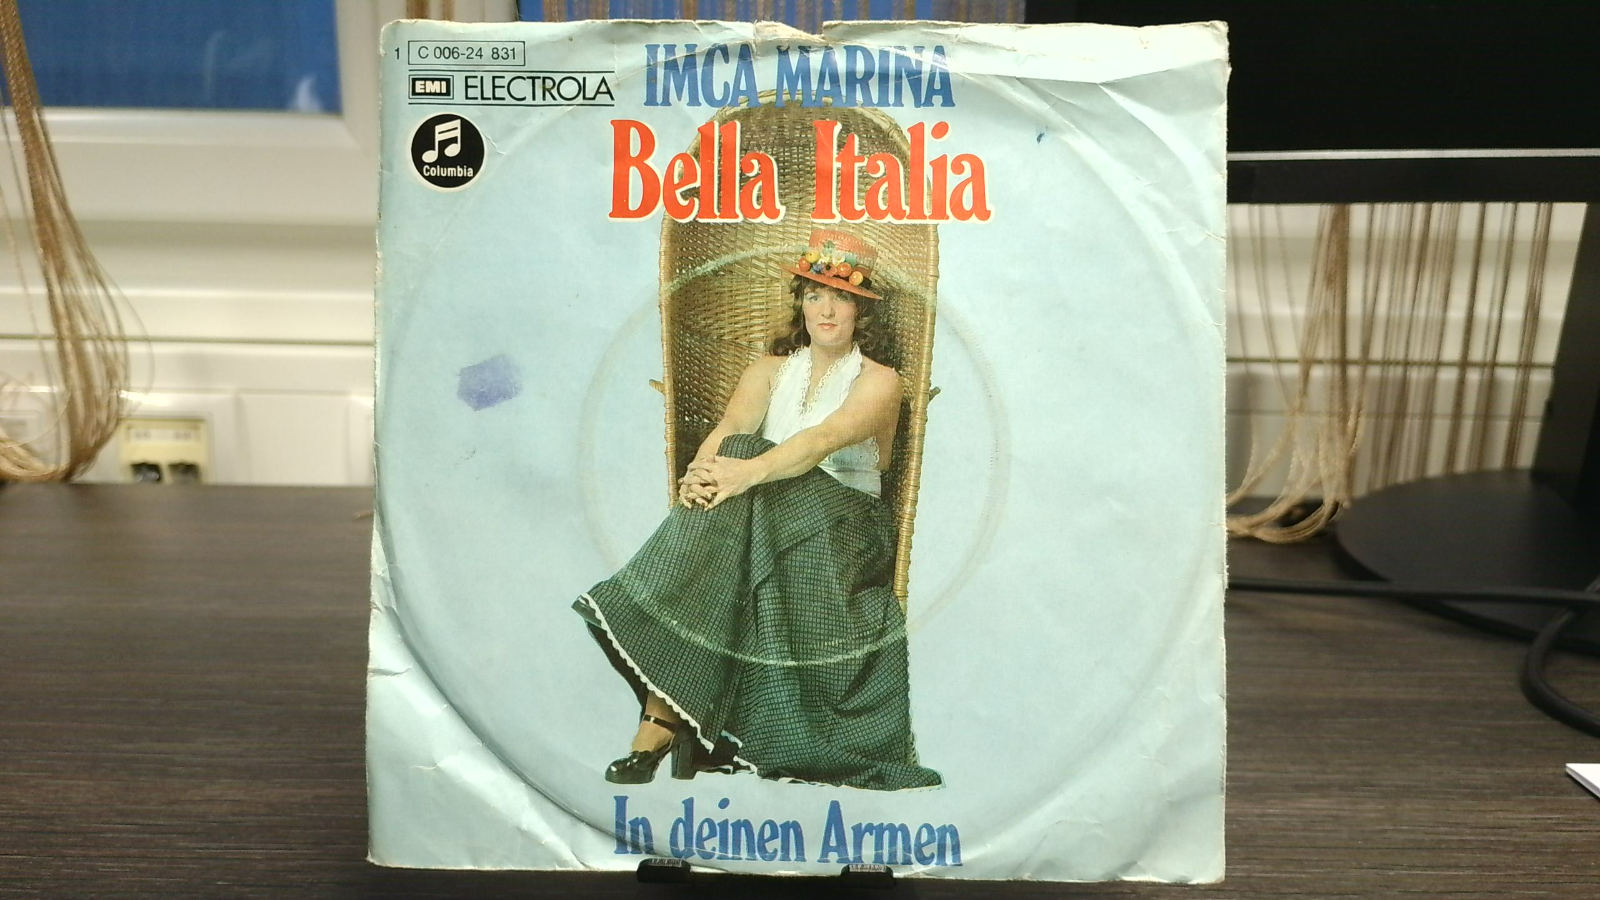 1 C 006-24 831
EMI ELECTROLA
Columbia
IMCA MARINA
Bella Italia
In deinen Armen